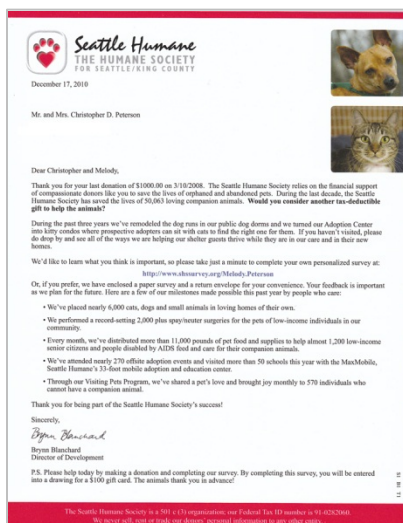 Seattle Humane
THE HUMANE SOCIETY
FOR SEATTLE/KING COUNTY
December 17, 2010
Mr. and Mrs. Christopher D. Peterson
Dear Christopher and Melody,
Thank you for your last donation of $1000.00 on 3/10/2008. The Seattle Humane Society relies on the financial support
of compassionate donors like you to save the lives of orphaned and abandoned pets. During the last decade, the Seattle
Humane Society has saved the lives of 50,063 loving companion animals. Would you consider another tax-deductible
gift to help the animals?
During the past three years we've remodeled the dog runs in our public dog dorms and we turned our Adoption Center
into kitty condos where prospective adopters can sit with cats to find the right one for them. If you haven't visited, please
do drop by and see all of the ways we are helping our shelter guests thrive while they are in our care and in their new
homes.
We'd like to learn what you think is important, so please take just a minute to complete your own personalized survey at:
http://www.shssurvey.org/Melody.Peterson
Or, if you prefer, we have enclosed a paper survey and a return envelope for your convenience. Your feedback is important
as we plan for the future. Here are a few of our milestones made possible this past year by people who care:
• We've placed nearly 6,000 cats, dogs and small animals in loving homes of their own.
• We performed a record-setting 2,000 plus spay/neuter surgeries for the pets of low-income individuals in our
community.
• Every month, we've distributed more than 11,000 pounds of pet food and supplies to help almost 1,200 low-income
senior citizens and people disabled by AIDS feed and care for their companion animals.
• We've attended nearly 270 offsite adoption events and visited more than 50 schools this year with the MaxMobile,
Seattle Humane's 33-foot mobile adoption and education center.
• Through our Visiting Pets Program, we've shared a pet's love and brought joy monthly to 570 individuals who
cannot have a companion animal.
Thank you for being part of the Seattle Humane Society's success!
Sincerely,
Brynn Blanchard
Brynn Blanchard
Director of Development
P.S. Please help today by making a donation and completing our survey. By completing this survey, you will be entered
into a drawing for a $100 gift card. The animals thank you in advance!
The Seattle Humane Society is a 501 c (3) organization; our Federal Tax ID number is 91-0282060.
We never sell, rent or trade our donors' personal information to any other entity.